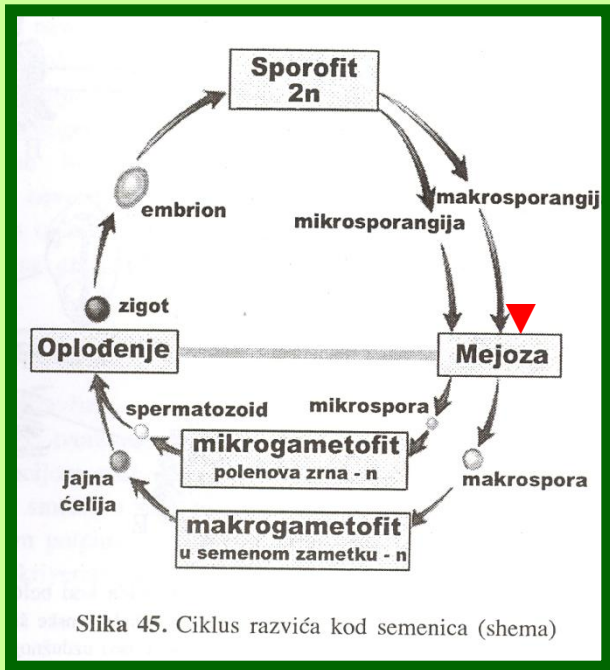 Sporofit
2n
embrion
makrosporangij
mikrosporangija
zigot
Oplođenje
Mejoza
spermatozoid
mikrospora
mikrogametofit
polenova zrna - n
jajna
ćelija
makrospora
makrogametofit
u semenom zametku - n
Slika 45. Ciklus razvića kod semenica (shema)